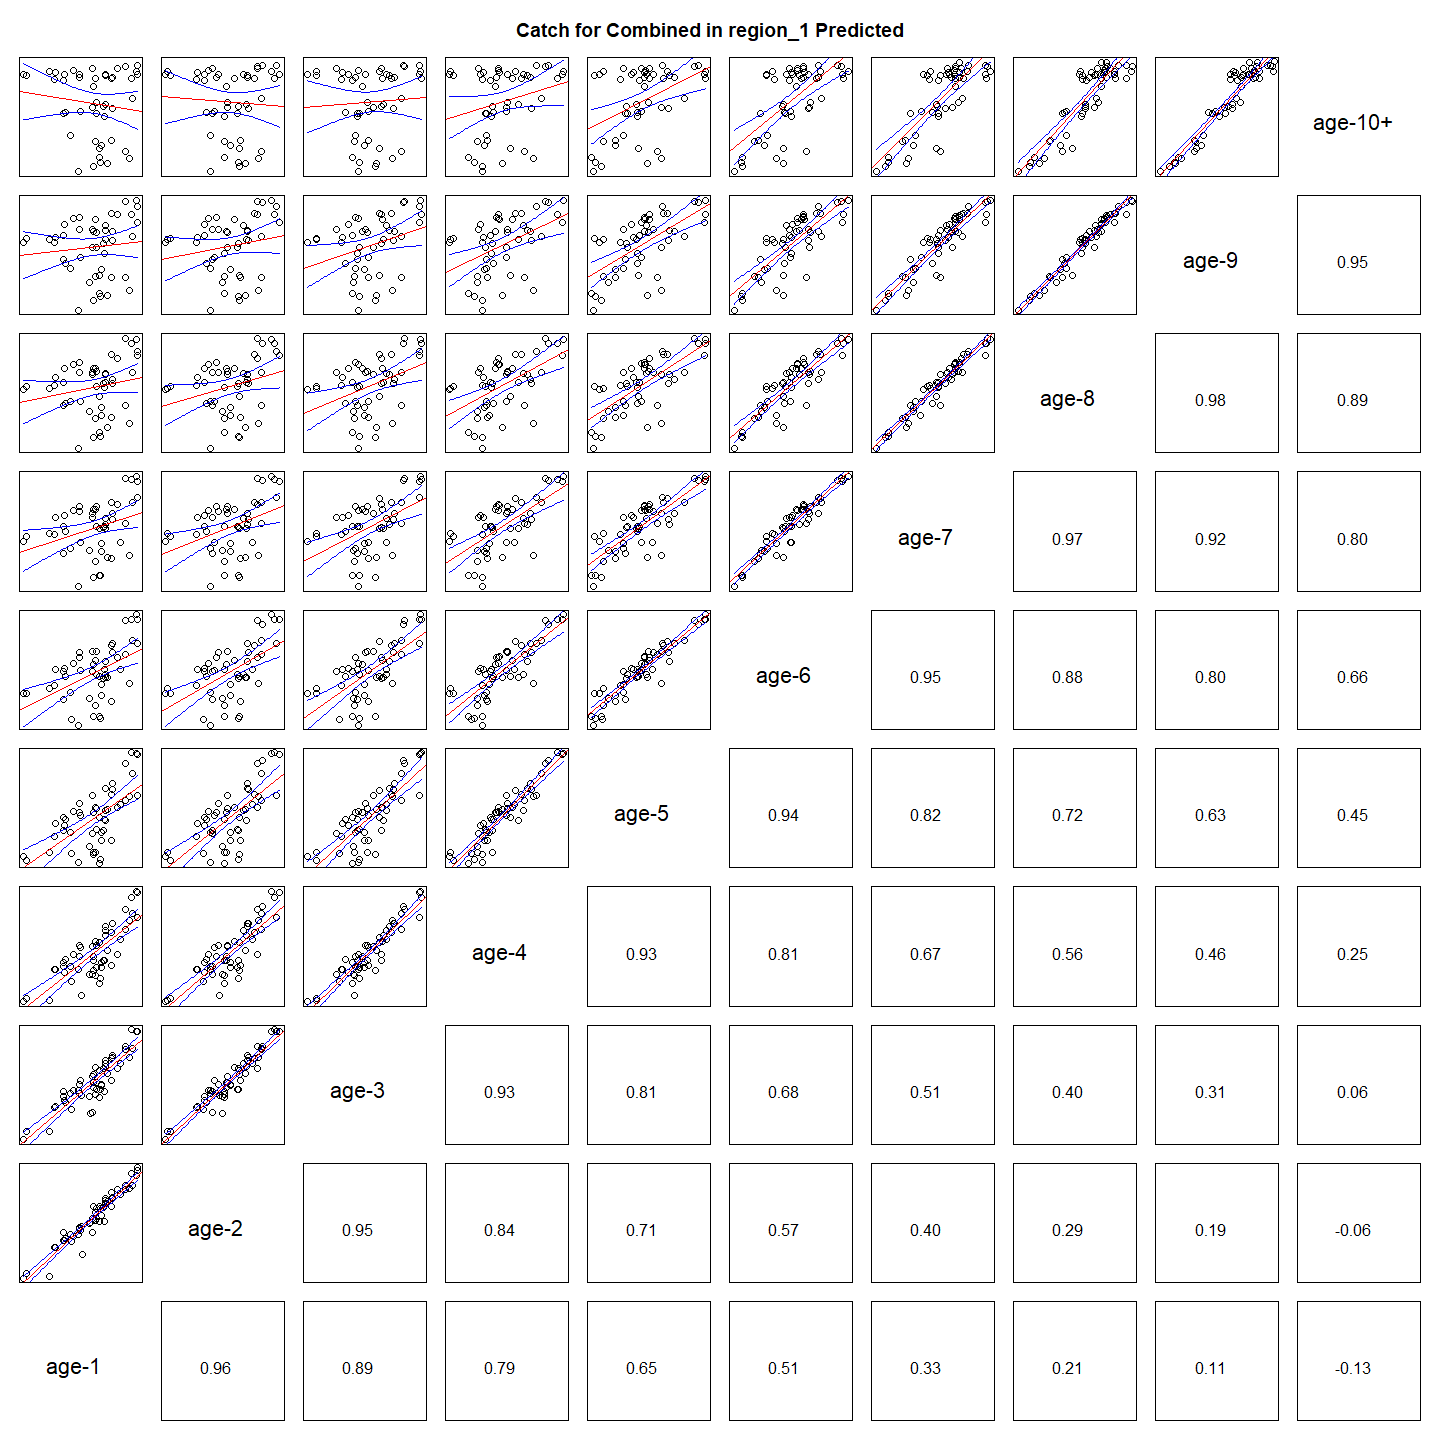 Catch for Combined in region_1 Predicted
age-10+
age-9 0.95
age-8 0.98 0.89
age-7 0.97 0.92 0.80
age-6 0.95 0.88 0.80 0.66
age-5 0.94 0.82 0.72 0.63 0.45
age-4 0.93 0.81 0.67 0.56 0.46 0.25
age-3 0.93 0.81 0.68 0.51 0.40 0.31 0.06
age-2 0.95 0.84 0.71 0.57 0.40 0.29 0.19 -0.06
age-1 0.96 0.89 0.79 0.65 0.51 0.33 0.21 0.11 -0.13